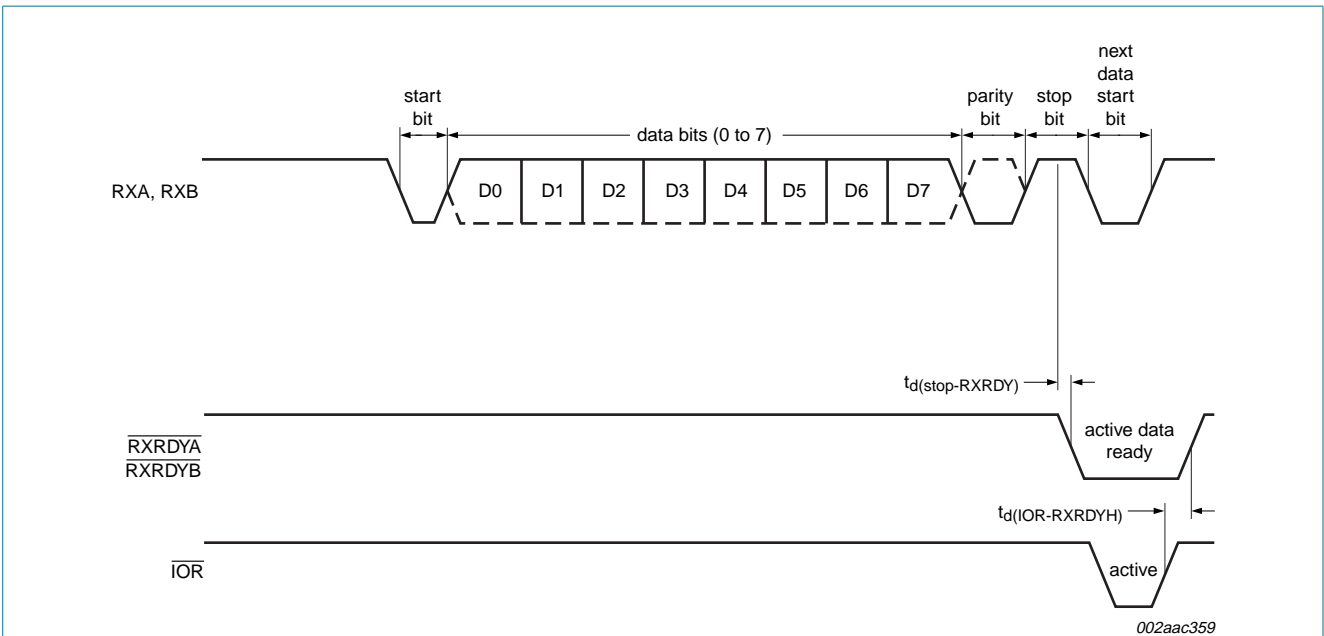 next
data
start
bit
start
bit
parity
bit
stop
bit
data bits (0 to 7)
RXA, RXB
D0 D1 D2 D3 D4 D5 D6 D7
td(stop-RXRDY)
RXRDYA
RXRDYB
active data
ready
td(IOR-RXRDYH)
IOR
active
002aac359